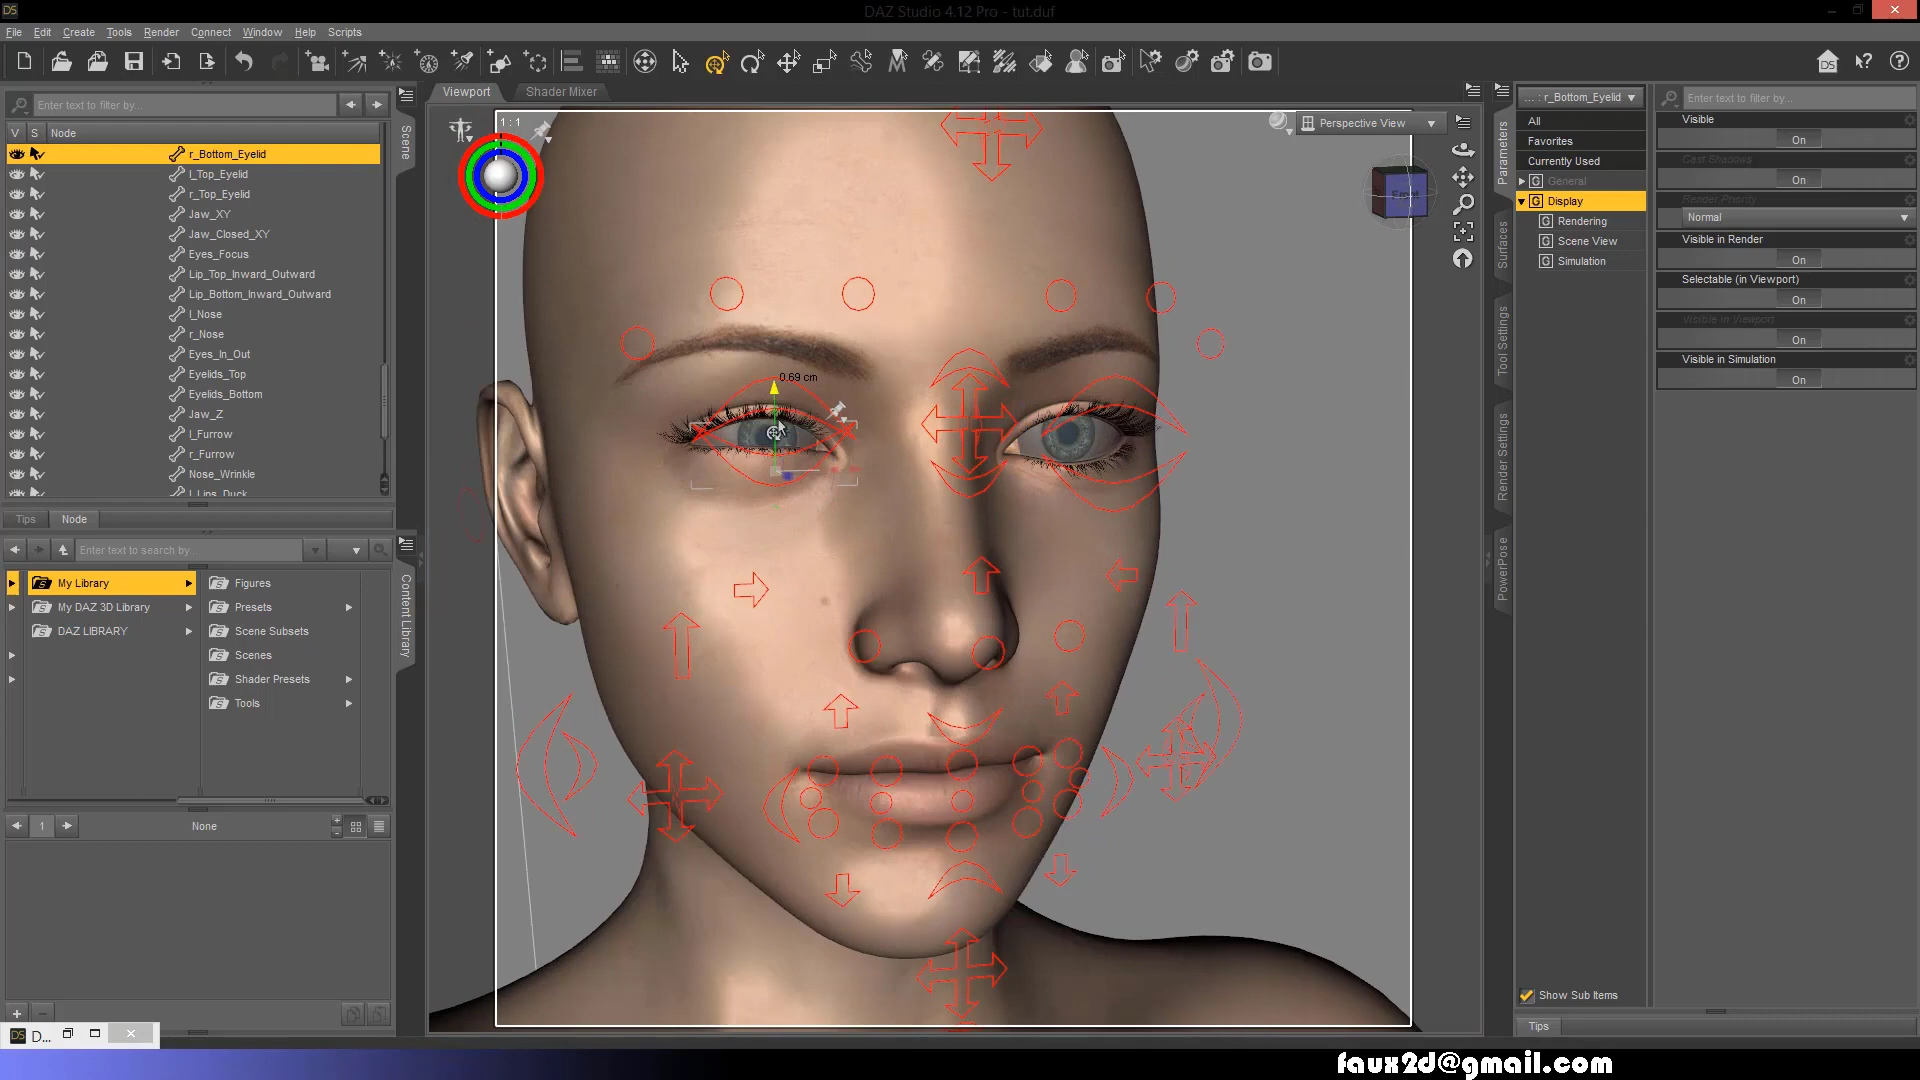 DS
DAZ Studio 4.12 Pro - tut.duf
File Edit Create Tools Render Connect Window Help Scripts
Enter text to filter by...
V S Node
r_Bottom_Eyelid
l_Top_Eyelid
r_Top_Eyelid
Jaw_XY
Jaw_Closed_XY
Eyes_Focus
Lip_Top_Inward_Outward
Lip_Bottom_Inward_Outward
l_Nose
r_Nose
Eyes_In_Out
Eyelids_Top
Eyelids_Bottom
Jaw_Z
l_Furrow
r_Furrow
Nose_Wrinkle
l_Lips_Duck
Scene
Tips Node
Enter text to search by...
My Library
My DAZ 3D Library
DAZ LIBRARY
Figures
Presets
Scene Subsets
Scenes
Shader Presets
Tools
Content Library
1
None
DS D...
Viewport Shader Mixer
1 : 1
Perspective View
Front
0.69 cm
Parameters
Surfaces
Tool Settings
Render Settings
PowerPose
... : r_Bottom_Eyelid
All
Favorites
Currently Used
G General
G Display
G Rendering
G Scene View
G Simulation
Show Sub Items
Tips
Enter text to filter by...
Visible
On
Cast Shadows
On
Render Priority
Normal
Visible in Render
On
Selectable (in Viewport)
On
Visible in Viewport
On
Visible in Simulation
On
faux2d@gmail.com